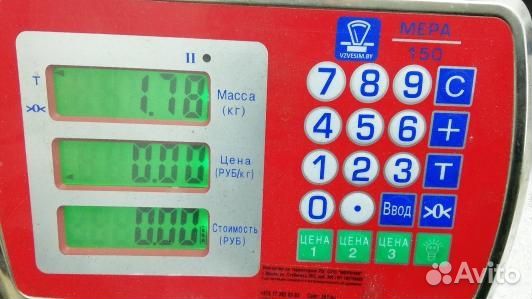 VZVESIM.BY
МЕРА
150
II
T
>0<
1.78
Масса
(кг)
0.00
Цена
(РУБ/кг)
0.00
Стоимость
(РУБ)
7 8 9 C
4 5 6 +
1 2 3 T
0 . Ввод >0<
ЦЕНА 1
ЦЕНА 2
ЦЕНА 3
Avito